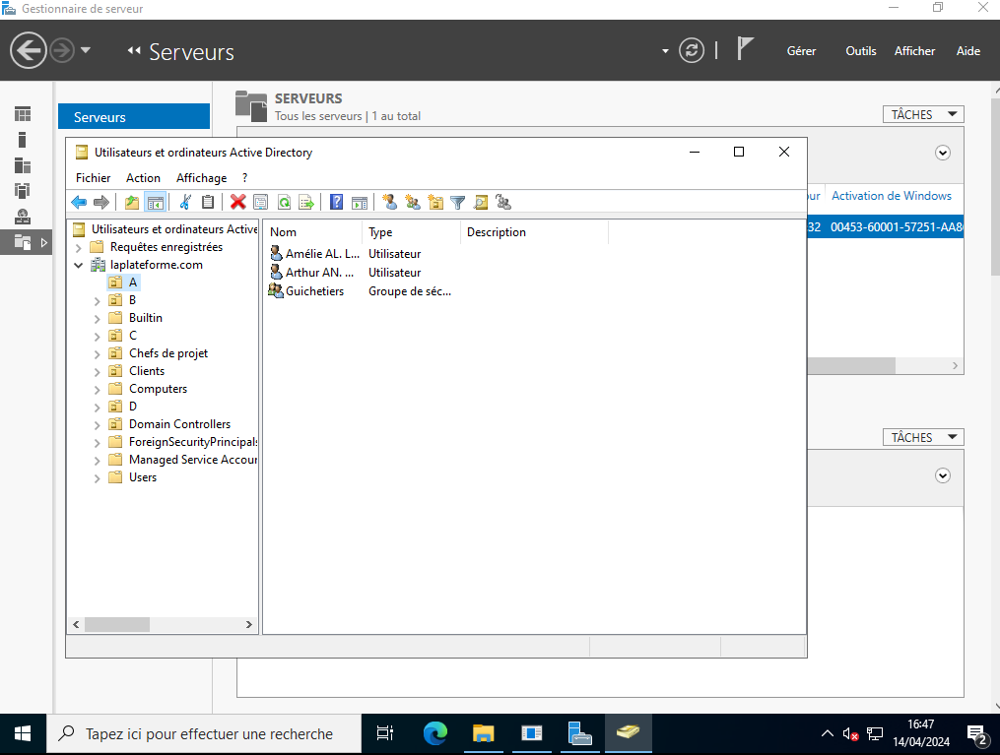 Gestionnaire de serveur
Serveurs
Gérer
Outils
Afficher
Aide
Serveurs
SERVEURS
Tous les serveurs | 1 au total
TÂCHES
Utilisateurs et ordinateurs Active Directory
Fichier
Action
Affichage
?
Utilisateurs et ordinateurs Active
Requêtes enregistrées
laplateforme.com
A
B
Builtin
C
Chefs de projet
Clients
Computers
D
Domain Controllers
ForeignSecurityPrincipals
Managed Service Accour
Users
Nom
Type
Description
Amélie AL. L...
Utilisateur
Arthur AN. ...
Utilisateur
Guichetiers
Groupe de séc...
our
Activation de Windows
32
00453-60001-57251-AA8
TÂCHES
Tapez ici pour effectuer une recherche
16:47
14/04/2024
2